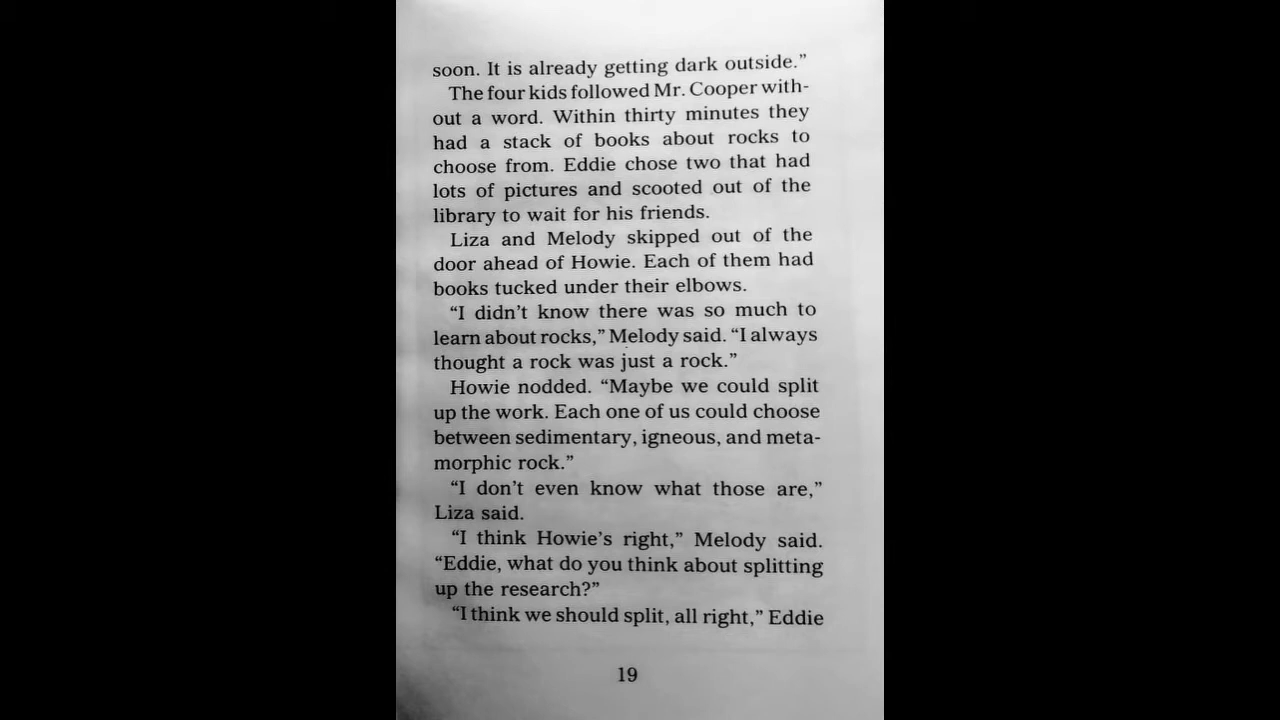 soon. It is already getting dark outside.”
The four kids followed Mr. Cooper with-
out a word. Within thirty minutes they
had a stack of books about rocks to
choose from. Eddie chose two that had
lots of pictures and scooted out of the
library to wait for his friends.
Liza and Melody skipped out of the
door ahead of Howie. Each of them had
books tucked under their elbows.
“I didn’t know there was so much to
learn about rocks,” Melody said. “I always
thought a rock was just a rock.”
Howie nodded. “Maybe we could split
up the work. Each one of us could choose
between sedimentary, igneous, and meta-
morphic rock.”
“I don’t even know what those are,”
Liza said.
“I think Howie’s right,” Melody said.
“Eddie, what do you think about splitting
up the research?”
“I think we should split, all right,” Eddie
19